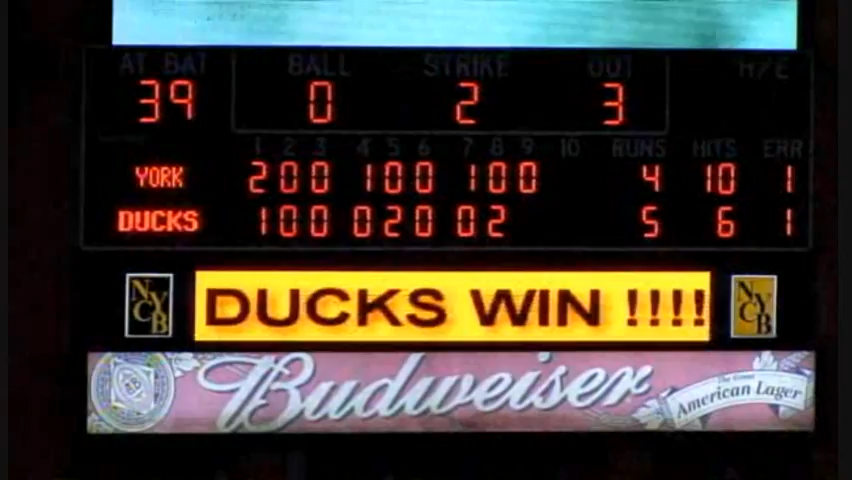 AT BAT BALL STRIKE OUT H/E
39 0 2 3
1 2 3 4 5 6 7 8 9 10 RUNS HITS ERR
YORK 2 0 0 1 0 0 1 0 0 4 10 1
DUCKS 1 0 0 0 2 0 0 2 5 6 1
NYCB DUCKS WIN !!!! NYCB
Budweiser The Great American Lager